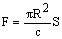 F = πR²/c S